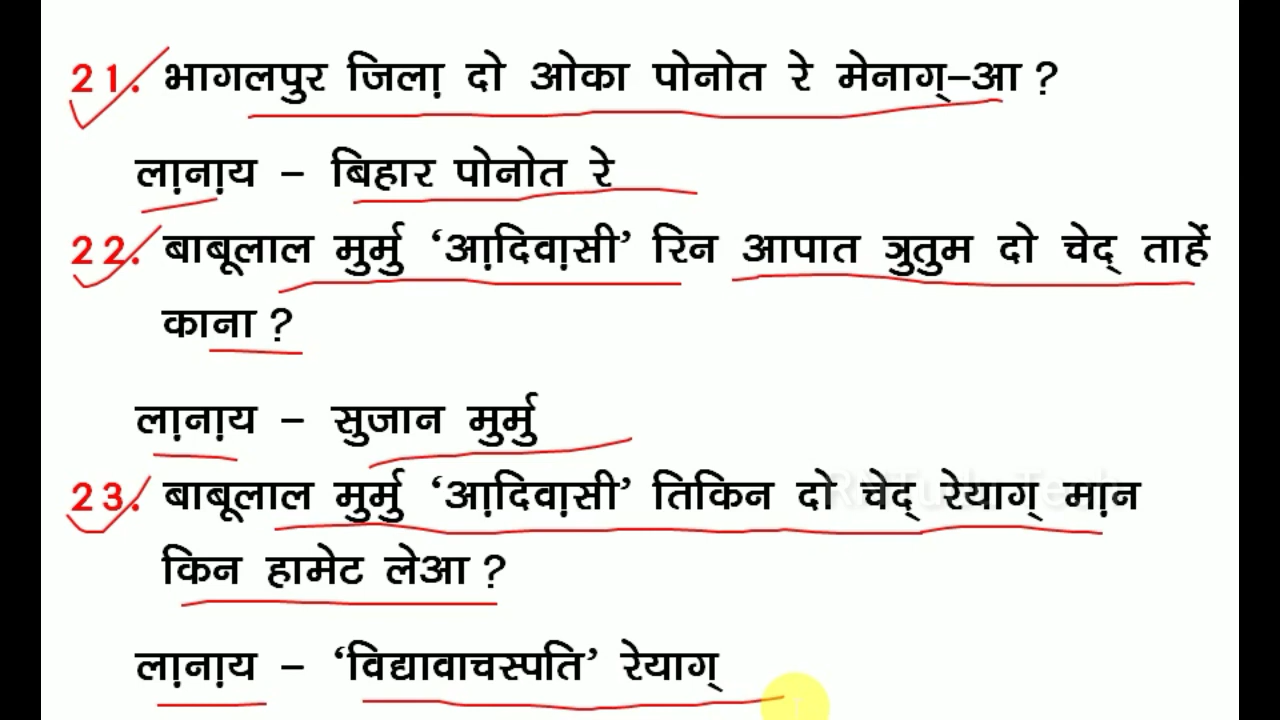 21. भागलपुर जिला़ दो ओका पोनोत रे मेनाग्–आ ?
ला़ना़य – बिहार पोनोत रे
22. बाबूलाल मुर्मु ‘आ़दिवा़सी’ रिन आपात ञुतुम दो चेद् ताहें
काना ?
ला़ना़य – सुजान मुर्मु
23. बाबूलाल मुर्मु ‘आ़दिवा़सी’ तिकिन दो चेद् रेयाग् मा़न
किन हामेट लेआ ?
ला़ना़य – ‘विद्यावाचस्पति’ रेयाग्